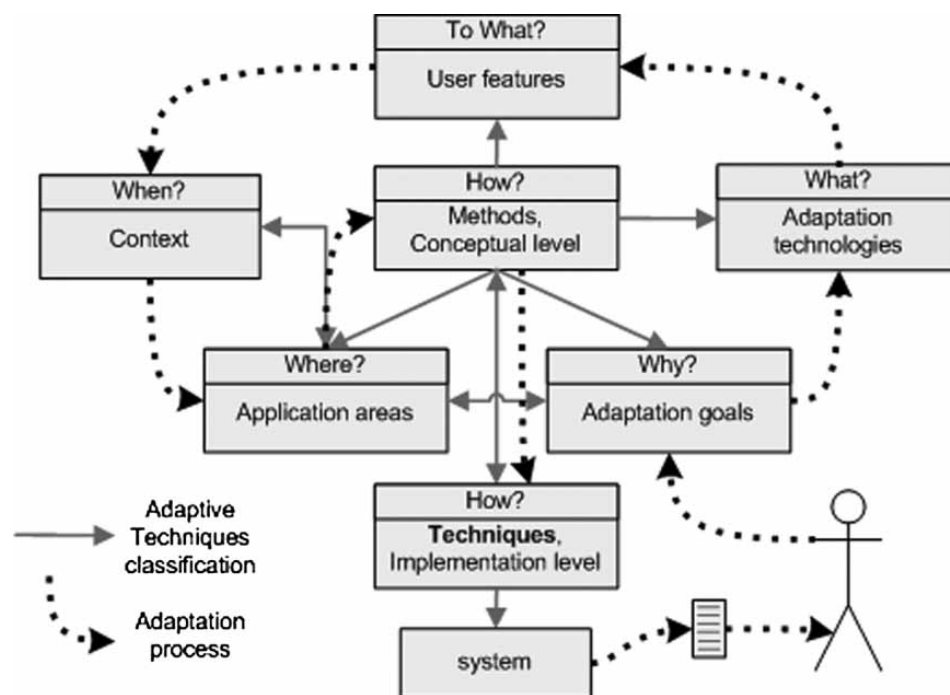 To What?
User features
When?
Context
How?
Methods,
Conceptual level
What?
Adaptation
technologies
Where?
Application areas
Why?
Adaptation goals
How?
Techniques,
Implementation level
system
Adaptive
Techniques
classification
Adaptation
process